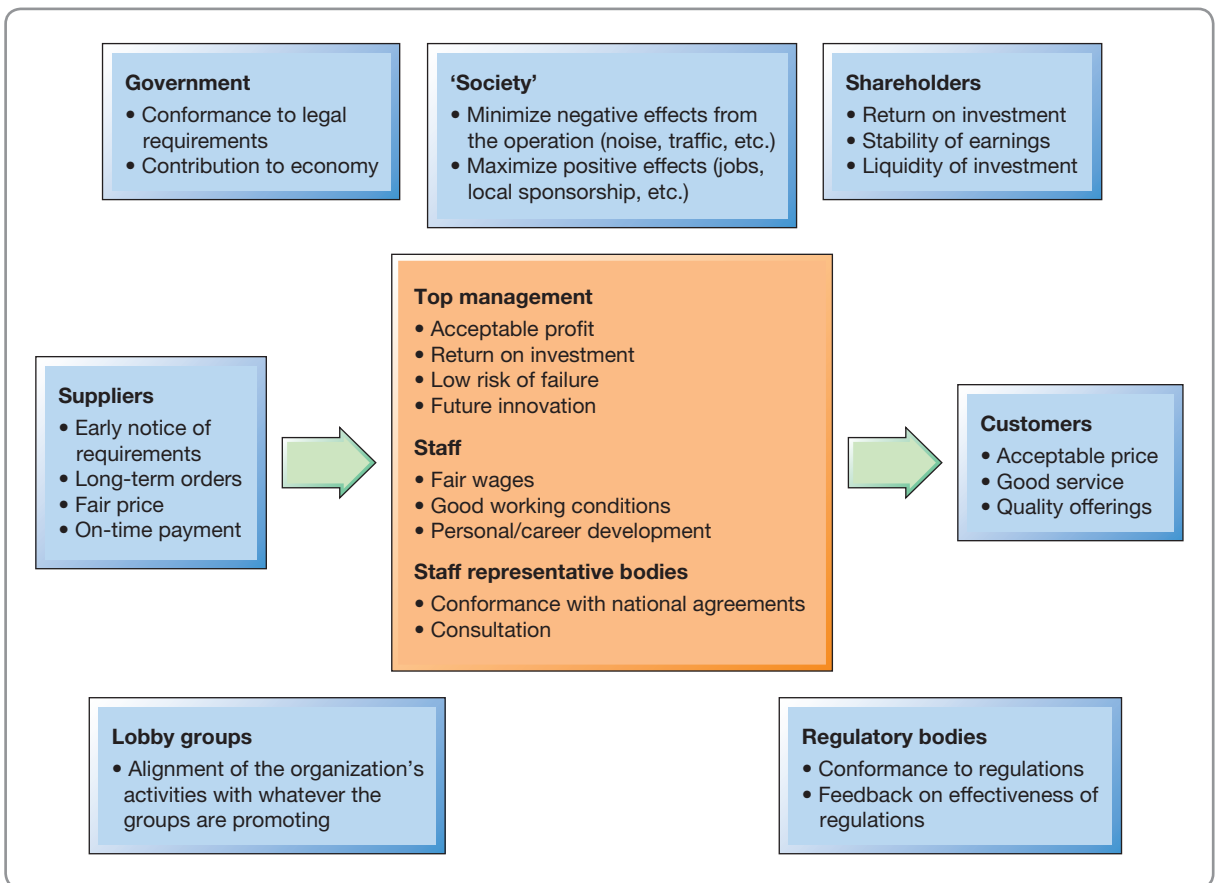 Government
• Conformance to legal
requirements
• Contribution to economy
‘Society’
• Minimize negative effects from
the operation (noise, traffic, etc.)
• Maximize positive effects (jobs,
local sponsorship, etc.)
Shareholders
• Return on investment
• Stability of earnings
• Liquidity of investment
Suppliers
• Early notice of
requirements
• Long-term orders
• Fair price
• On-time payment
Top management
• Acceptable profit
• Return on investment
• Low risk of failure
• Future innovation
Staff
• Fair wages
• Good working conditions
• Personal/career development
Staff representative bodies
• Conformance with national agreements
• Consultation
Customers
• Acceptable price
• Good service
• Quality offerings
Lobby groups
• Alignment of the organization’s
activities with whatever the
groups are promoting
Regulatory bodies
• Conformance to regulations
• Feedback on effectiveness of
regulations